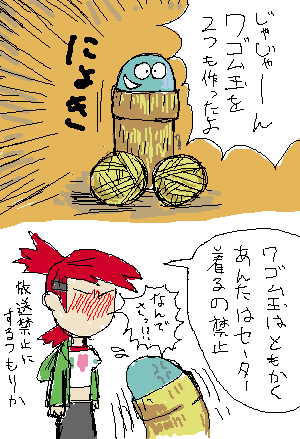 じゃじゃーーん
ワゴム玉を
2つも作ったよ
にょき
ワゴム玉はともかく
あんたはセーター
着るの禁止
なんで
さっ!!?
放送禁止に
するつもりか